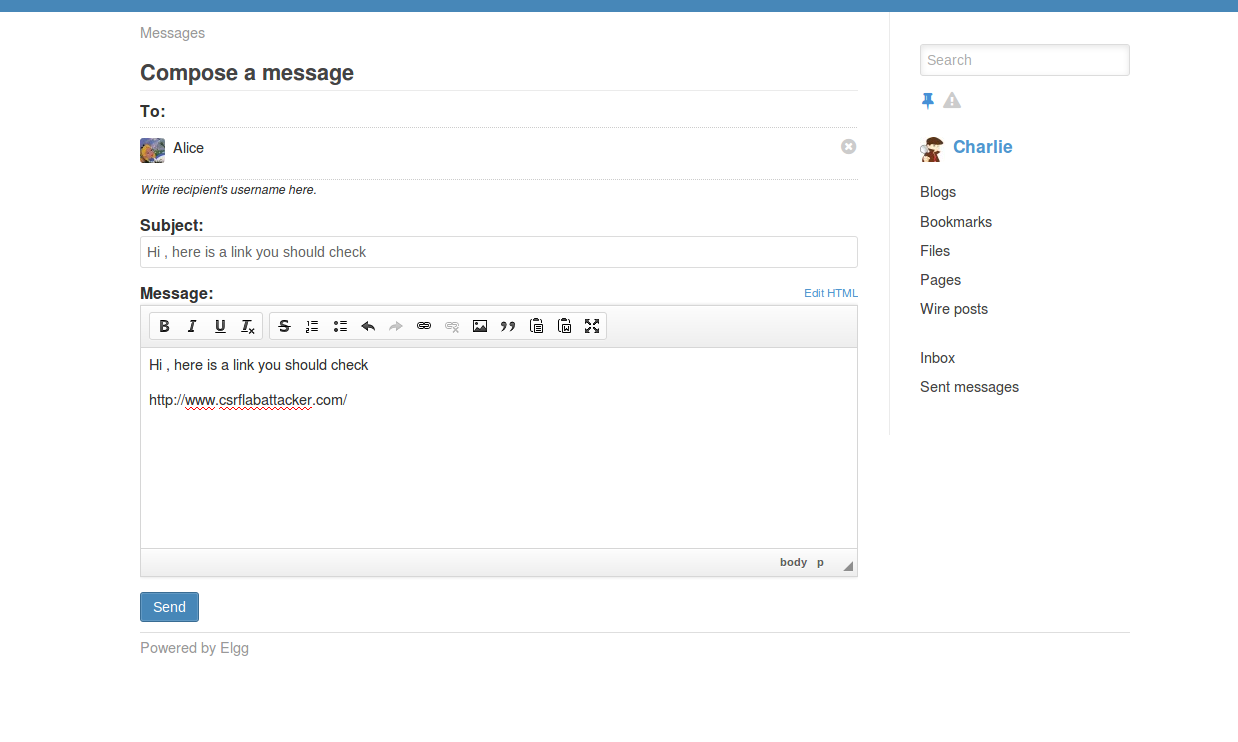 Messages
Compose a message
To:
Alice
Write recipient's username here.
Subject:
Hi , here is a link you should check
Message:
Edit HTML
B I U Tx S
Hi , here is a link you should check
http://www.csrflabattacker.com/
body p
Send
Powered by Elgg
Search
Charlie
Blogs
Bookmarks
Files
Pages
Wire posts
Inbox
Sent messages